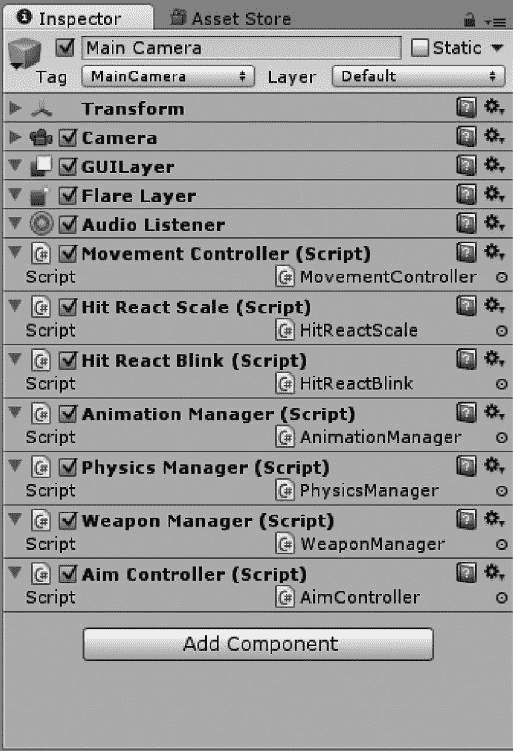 Inspector Asset Store
Main Camera Static
Tag MainCamera Layer Default
Transform
Camera
GUILayer
Flare Layer
Audio Listener
Movement Controller (Script)
Script C# MovementController
Hit React Scale (Script)
Script C# HitReactScale
Hit React Blink (Script)
Script C# HitReactBlink
Animation Manager (Script)
Script C# AnimationManager
Physics Manager (Script)
Script C# PhysicsManager
Weapon Manager (Script)
Script C# WeaponManager
Aim Controller (Script)
Script C# AimController
Add Component